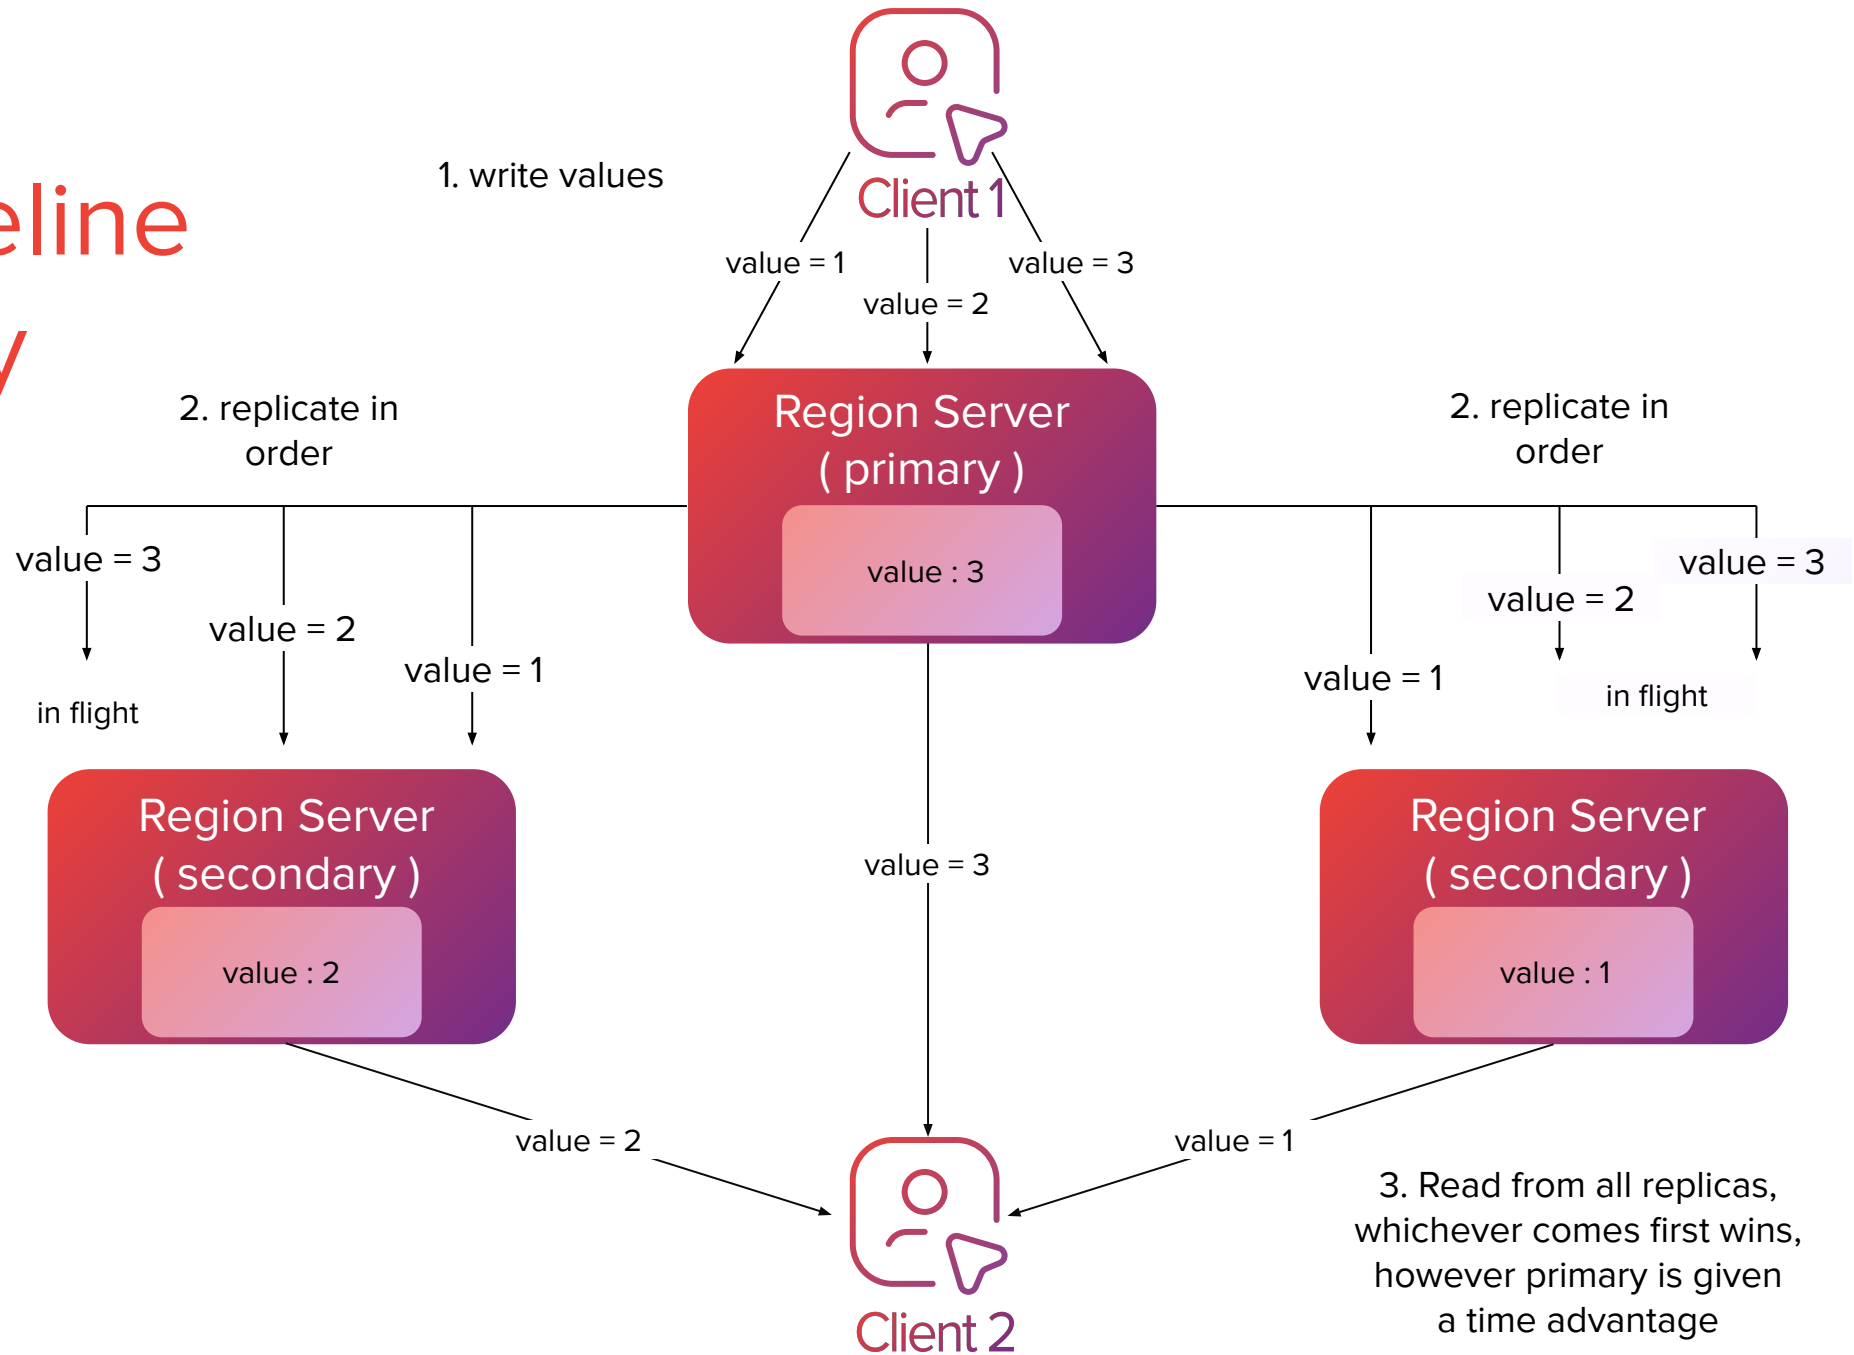 eline
y
1. write values
Client 1
value = 1
value = 2
value = 3
2. replicate in
order
Region Server
( primary )
value : 3
2. replicate in
order
value = 3
value = 2
value = 1
in flight
value = 1
value = 2
value = 3
in flight
Region Server
( secondary )
value : 2
value = 3
Region Server
( secondary )
value : 1
value = 2
value = 1
Client 2
3. Read from all replicas,
whichever comes first wins,
however primary is given
a time advantage